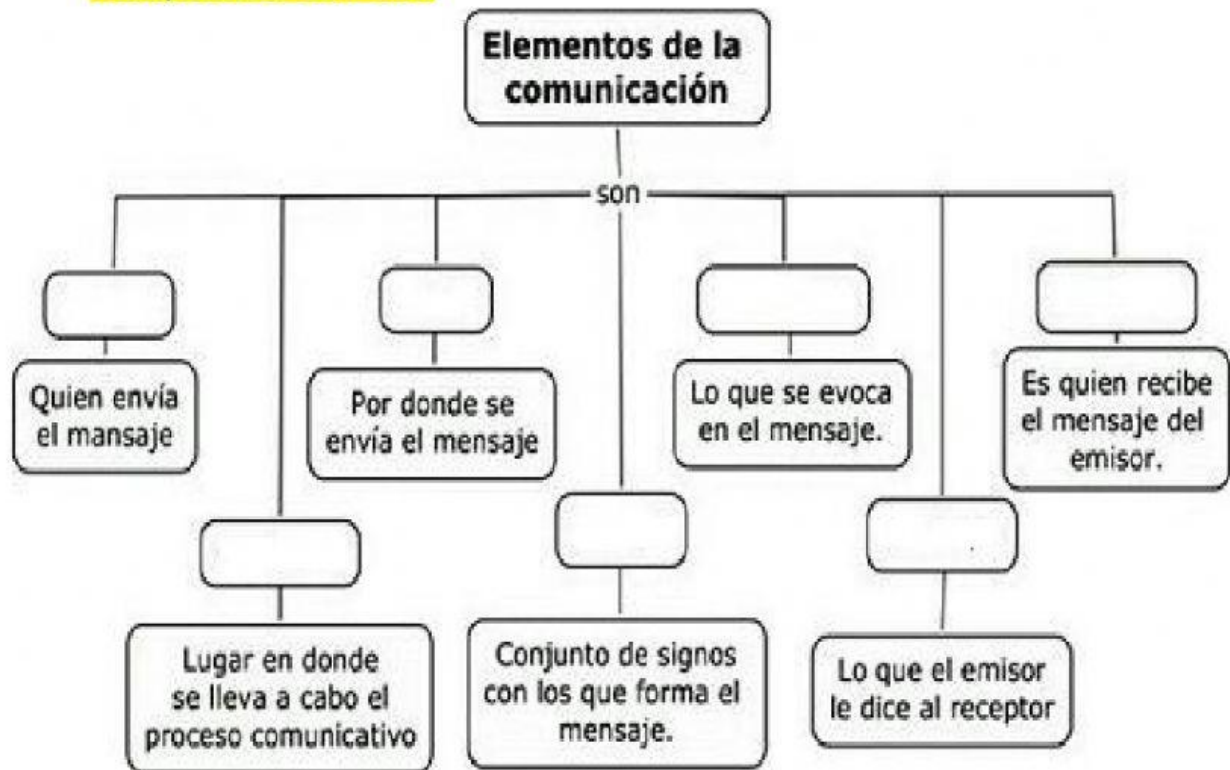 Elementos de la
comunicación
son
Quien envía
el mansaje
Por donde se
envía el mensaje
Lo que se evoca
en el mensaje.
Es quien recibe
el mensaje del
emisor.
Lugar en donde
se lleva a cabo el
proceso comunicativo
Conjunto de signos
con los que forma el
mensaje.
Lo que el emisor
le dice al receptor